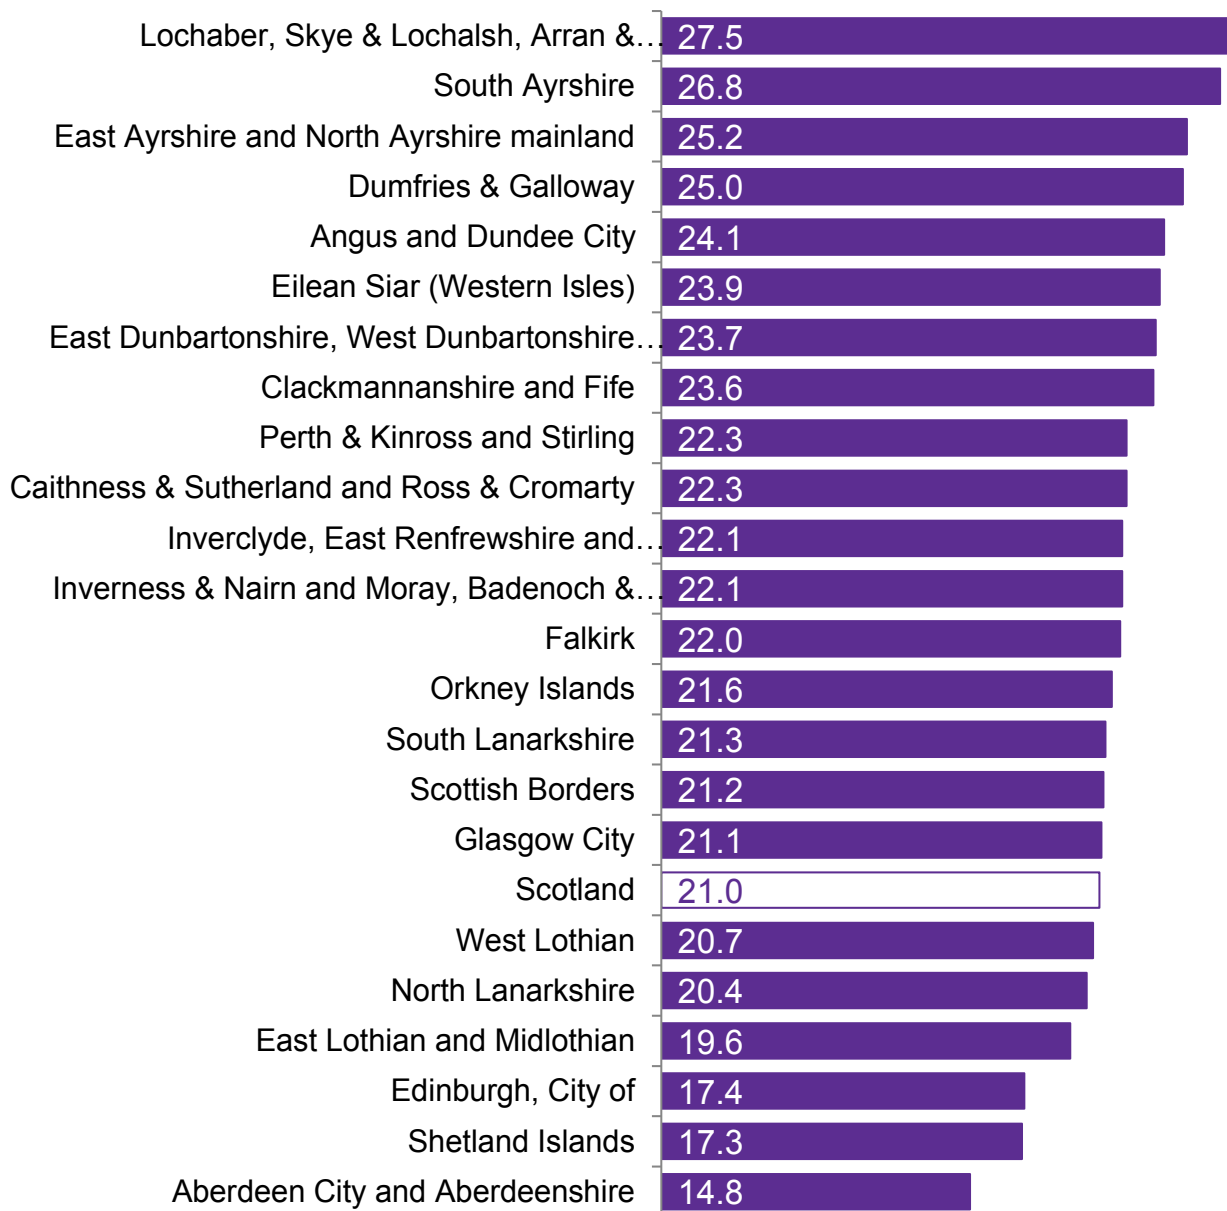 Lochaber, Skye & Lochalsh, Arran &… 27.5
South Ayrshire 26.8
East Ayrshire and North Ayrshire mainland 25.2
Dumfries & Galloway 25.0
Angus and Dundee City 24.1
Eilean Siar (Western Isles) 23.9
East Dunbartonshire, West Dunbartonshire… 23.7
Clackmannanshire and Fife 23.6
Perth & Kinross and Stirling 22.3
Caithness & Sutherland and Ross & Cromarty 22.3
Inverclyde, East Renfrewshire and… 22.1
Inverness & Nairn and Moray, Badenoch &… 22.1
Falkirk 22.0
Orkney Islands 21.6
South Lanarkshire 21.3
Scottish Borders 21.2
Glasgow City 21.1
Scotland 21.0
West Lothian 20.7
North Lanarkshire 20.4
East Lothian and Midlothian 19.6
Edinburgh, City of 17.4
Shetland Islands 17.3
Aberdeen City and Aberdeenshire 14.8